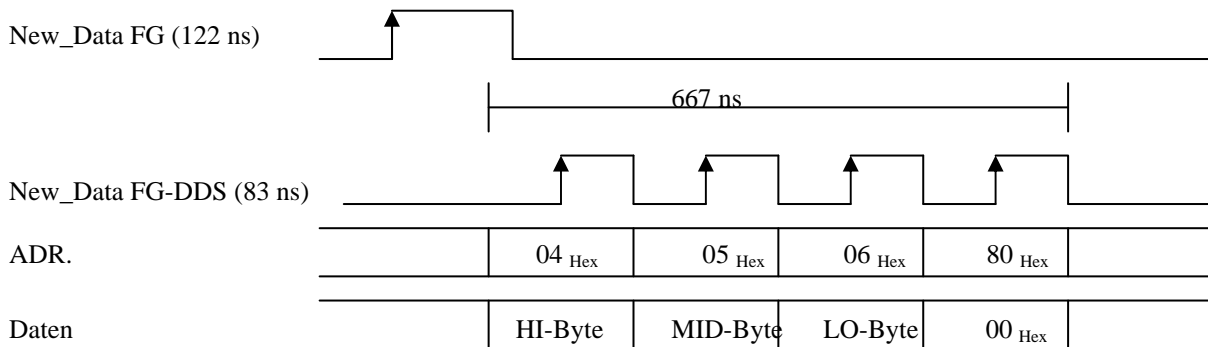 New_Data FG (122 ns)
667 ns
New_Data FG-DDS (83 ns)
ADR. 04 Hex 05 Hex 06 Hex 80 Hex
Daten HI-Byte MID-Byte LO-Byte 00 Hex